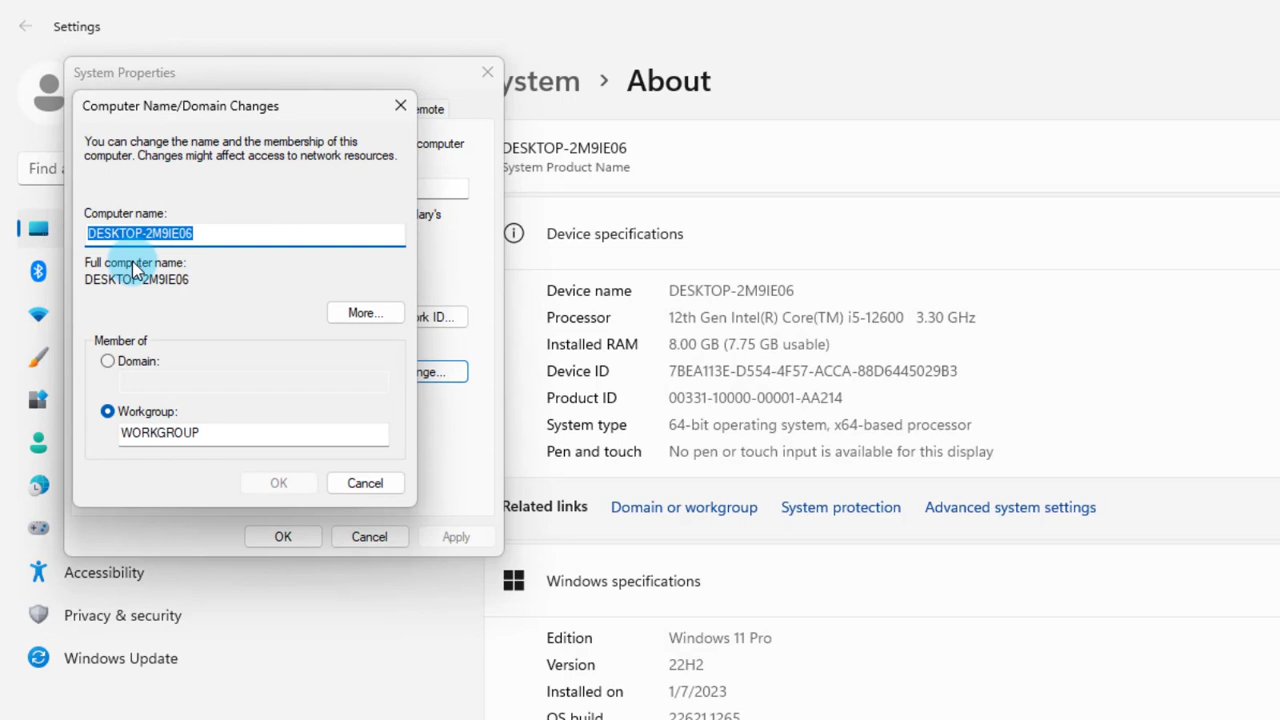 Settings
System Properties
Computer Name/Domain Changes
You can change the name and the membership of this
computer. Changes might affect access to network resources.
Computer name:
DESKTOP-2M9IE06
Full computer name:
DESKTOP-2M9IE06
More...
Member of
Domain:
Workgroup:
WORKGROUP
OK
Cancel
emote
computer
ary's
rk ID...
nge...
OK
Cancel
Apply
Find a
Accessibility
Privacy & security
Windows Update
ystem > About
DESKTOP-2M9IE06
System Product Name
Device specifications
Device name DESKTOP-2M9IE06
Processor 12th Gen Intel(R) Core(TM) i5-12600 3.30 GHz
Installed RAM 8.00 GB (7.75 GB usable)
Device ID 7BEA113E-D554-4F57-ACCA-88D6445029B3
Product ID 00331-10000-00001-AA214
System type 64-bit operating system, x64-based processor
Pen and touch No pen or touch input is available for this display
Related links Domain or workgroup System protection Advanced system settings
Windows specifications
Edition Windows 11 Pro
Version 22H2
Installed on 1/7/2023
OS build 22621.1265